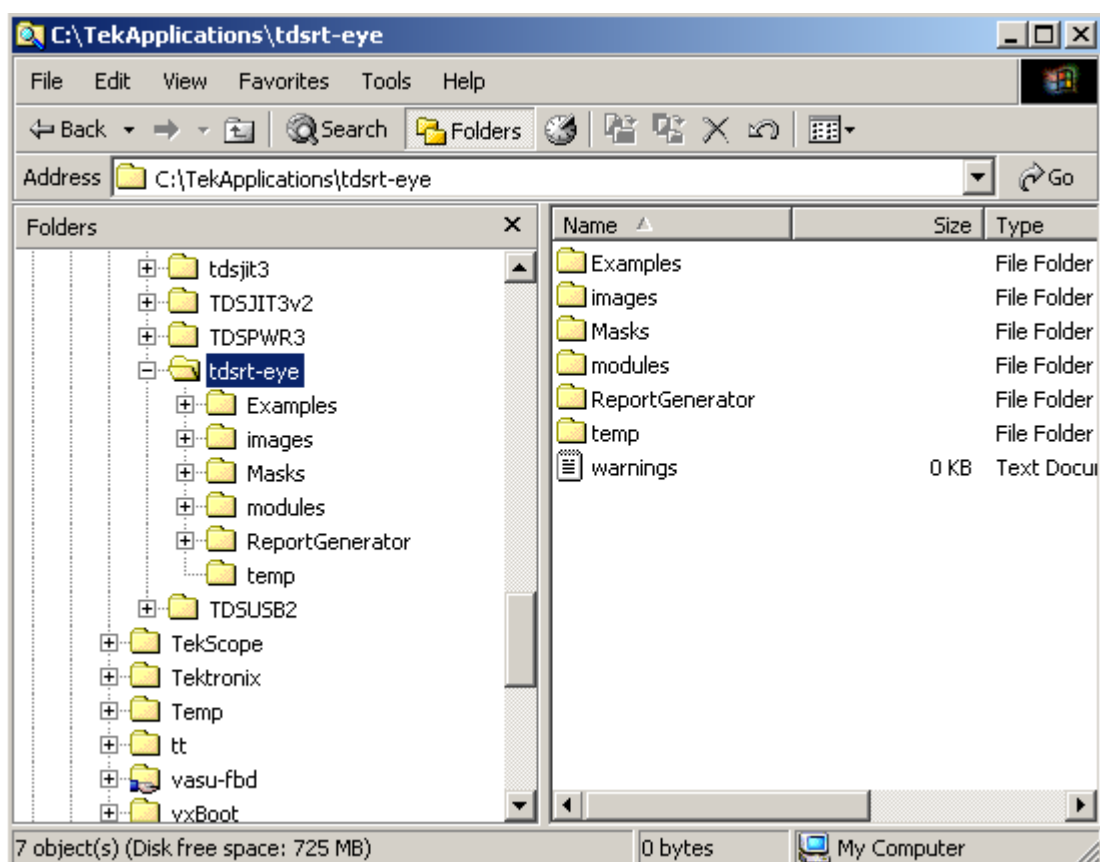 C:\TekApplications\tdsrt-eye
File Edit View Favorites Tools Help
Back Search Folders
Address C:\TekApplications\tdsrt-eye Go
Folders
tdsjit3
TDSJIT3v2
TDSPWR3
tdsrt-eye
Examples
images
Masks
modules
ReportGenerator
temp
TDSUSB2
TekScope
Tektronix
Temp
tt
vasu-fbd
vxBoot
Name Size Type
Examples File Folder
images File Folder
Masks File Folder
modules File Folder
ReportGenerator File Folder
temp File Folder
warnings 0 KB Text Docu
7 object(s) (Disk free space: 725 MB) 0 bytes My Computer